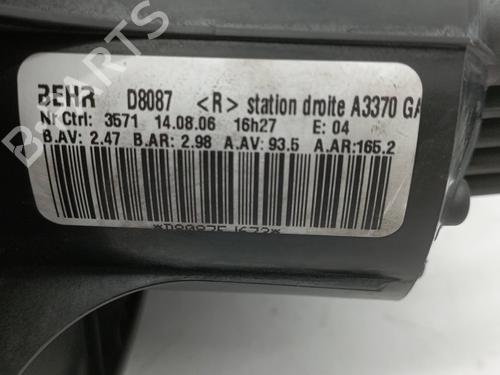 BEHR D8087 <R> station droite A3370 GA
Nr Ctrl: 3571 14.08.06 16h27 E: 04
B.AV: 2.47 B.AR: 2.98 A.AV: 93.5 A.AR:165.2